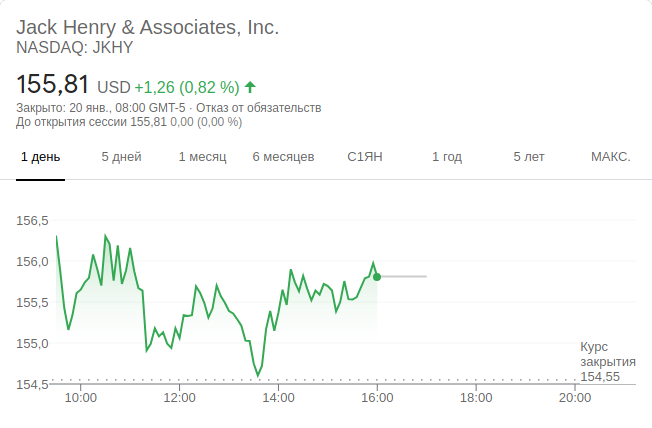 Jack Henry & Associates, Inc.
NASDAQ: JKHY
155,81 USD +1,26 (0,82 %)
Закрыто: 20 янв., 08:00 GMT-5 · Отказ от обязательств
До открытия сессии 155,81 0,00 (0,00 %)
1 день 5 дней 1 месяц 6 месяцев С1ЯН 1 год 5 лет МАКС.
156,5
156,0
155,5
155,0
154,5
Курс
закрытия
154,55
10:00 12:00 14:00 16:00 18:00 20:00